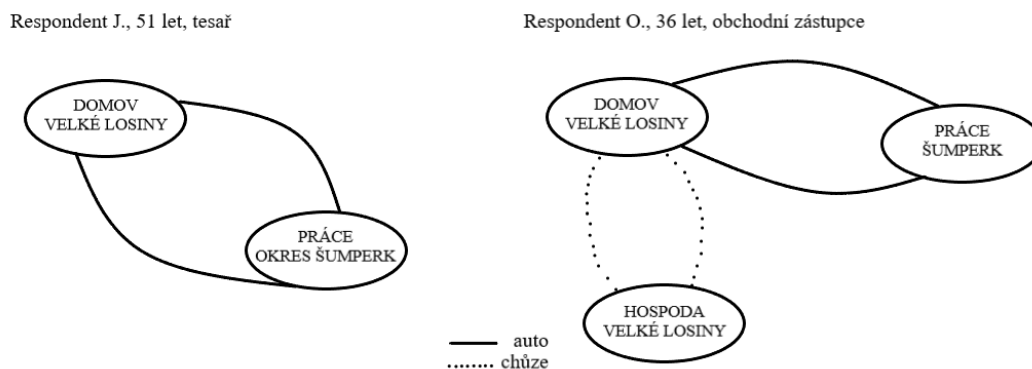 Respondent J., 51 let, tesař
DOMOV
VELKÉ LOSINY
PRÁCE
OKRES ŠUMPERK
Respondent O., 36 let, obchodní zástupce
DOMOV
VELKÉ LOSINY
PRÁCE
ŠUMPERK
HOSPODA
VELKÉ LOSINY
auto
chůze